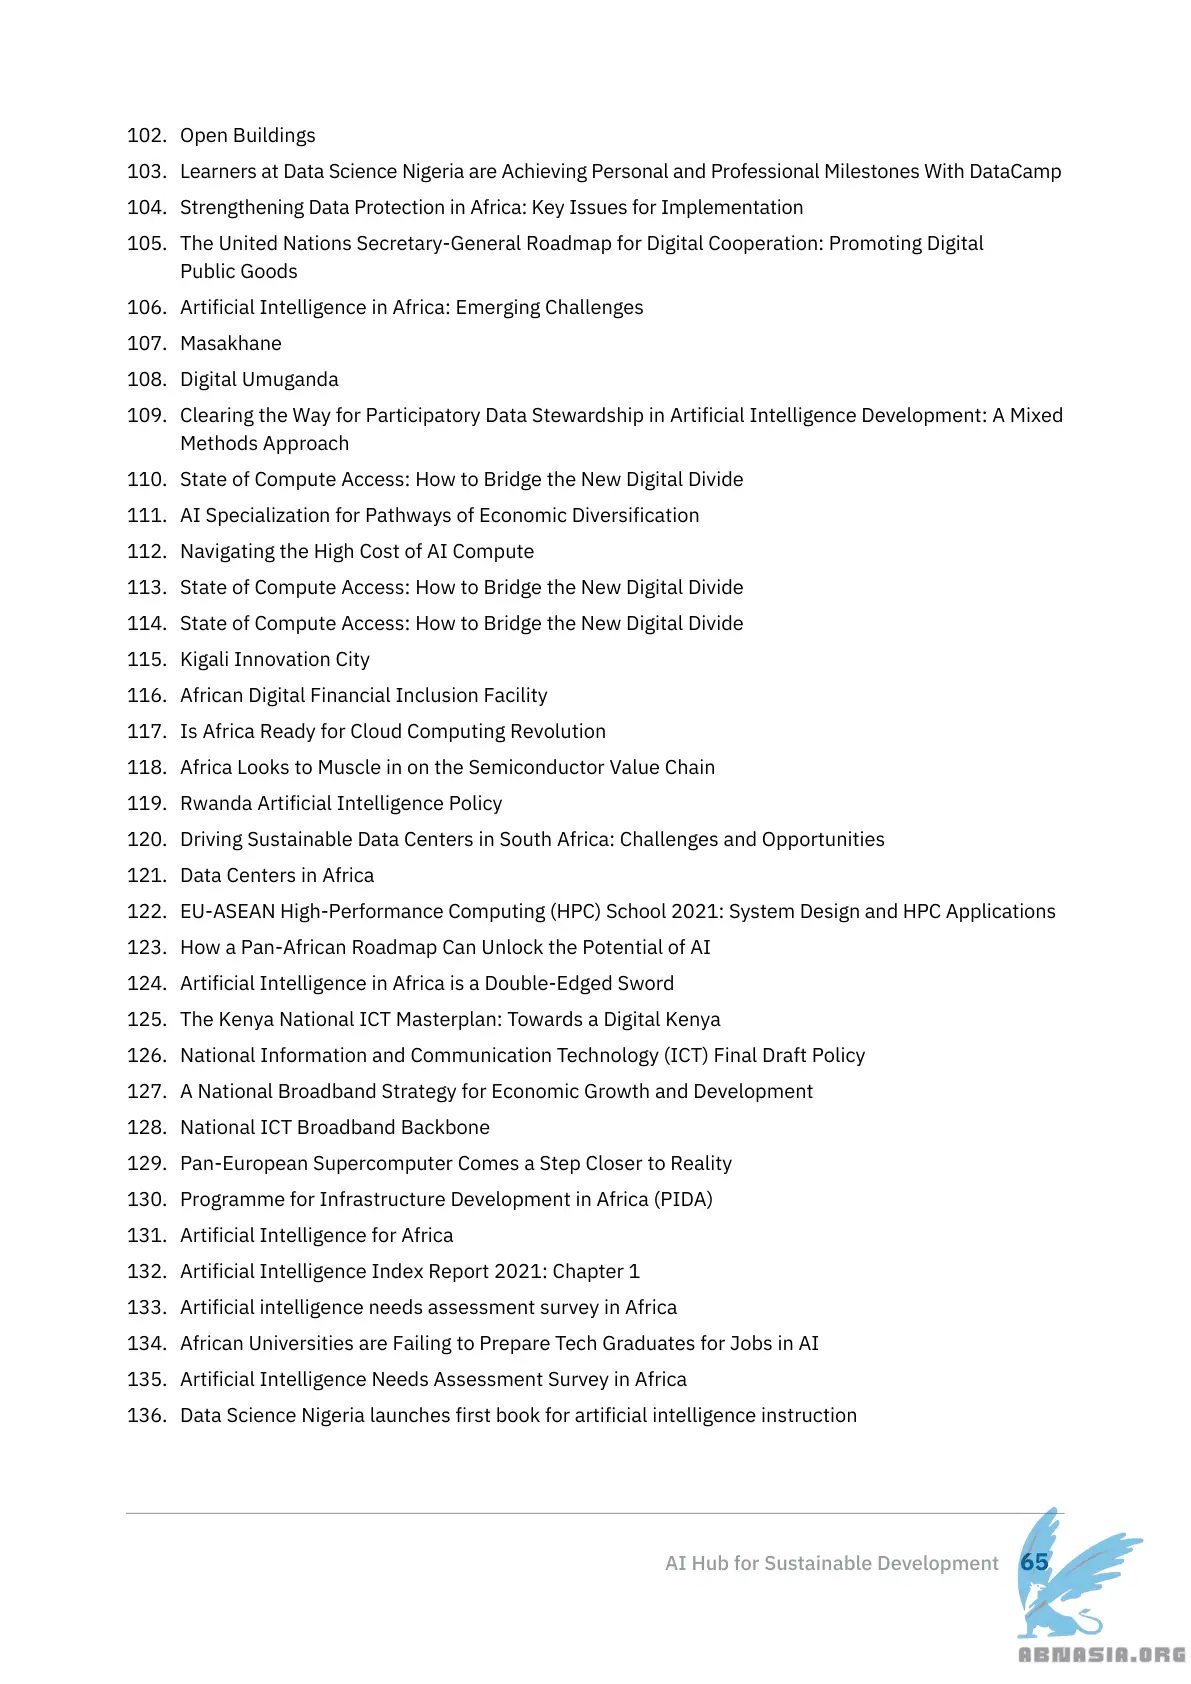 102. Open Buildings
103. Learners at Data Science Nigeria are Achieving Personal and Professional Milestones With DataCamp
104. Strengthening Data Protection in Africa: Key Issues for Implementation
105. The United Nations Secretary-General Roadmap for Digital Cooperation: Promoting Digital
Public Goods
106. Artificial Intelligence in Africa: Emerging Challenges
107. Masakhane
108. Digital Umuganda
109. Clearing the Way for Participatory Data Stewardship in Artificial Intelligence Development: A Mixed
Methods Approach
110. State of Compute Access: How to Bridge the New Digital Divide
111. AI Specialization for Pathways of Economic Diversification
112. Navigating the High Cost of AI Compute
113. State of Compute Access: How to Bridge the New Digital Divide
114. State of Compute Access: How to Bridge the New Digital Divide
115. Kigali Innovation City
116. African Digital Financial Inclusion Facility
117. Is Africa Ready for Cloud Computing Revolution
118. Africa Looks to Muscle in on the Semiconductor Value Chain
119. Rwanda Artificial Intelligence Policy
120. Driving Sustainable Data Centers in South Africa: Challenges and Opportunities
121. Data Centers in Africa
122. EU-ASEAN High-Performance Computing (HPC) School 2021: System Design and HPC Applications
123. How a Pan-African Roadmap Can Unlock the Potential of AI
124. Artificial Intelligence in Africa is a Double-Edged Sword
125. The Kenya National ICT Masterplan: Towards a Digital Kenya
126. National Information and Communication Technology (ICT) Final Draft Policy
127. A National Broadband Strategy for Economic Growth and Development
128. National ICT Broadband Backbone
129. Pan-European Supercomputer Comes a Step Closer to Reality
130. Programme for Infrastructure Development in Africa (PIDA)
131. Artificial Intelligence for Africa
132. Artificial Intelligence Index Report 2021: Chapter 1
133. Artificial intelligence needs assessment survey in Africa
134. African Universities are Failing to Prepare Tech Graduates for Jobs in AI
135. Artificial Intelligence Needs Assessment Survey in Africa
136. Data Science Nigeria launches first book for artificial intelligence instruction
AI Hub for Sustainable Development 65
ABNASIA.ORG